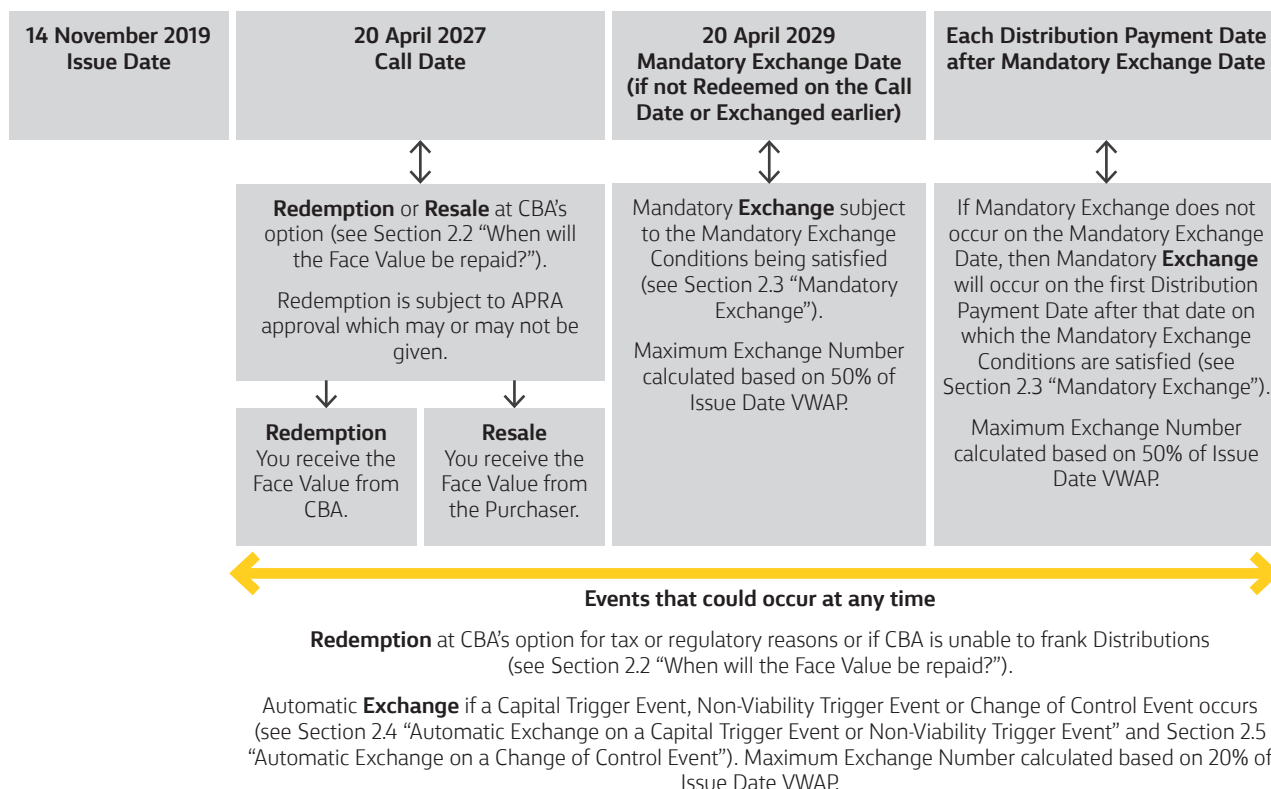 14 November 2019
Issue Date
20 April 2027
Call Date
20 April 2029
Mandatory Exchange Date
(if not Redeemed on the Call
Date or Exchanged earlier)
Each Distribution Payment Date
after Mandatory Exchange Date
Redemption or Resale at CBA’s
option (see Section 2.2 “When will
the Face Value be repaid?”).
Redemption is subject to APRA
approval which may or may not be
given.
Redemption
You receive the
Face Value from
CBA.
Resale
You receive the
Face Value from
the Purchaser.
Mandatory Exchange subject
to the Mandatory Exchange
Conditions being satisfied
(see Section 2.3 “Mandatory
Exchange”).
Maximum Exchange Number
calculated based on 50% of
Issue Date VWAP.
If Mandatory Exchange does not
occur on the Mandatory Exchange
Date, then Mandatory Exchange
will occur on the first Distribution
Payment Date after that date on
which the Mandatory Exchange
Conditions are satisfied (see
Section 2.3 “Mandatory Exchange”).
Maximum Exchange Number
calculated based on 50% of Issue
Date VWAP.
Events that could occur at any time
Redemption at CBA’s option for tax or regulatory reasons or if CBA is unable to frank Distributions
(see Section 2.2 “When will the Face Value be repaid?”).
Automatic Exchange if a Capital Trigger Event, Non-Viability Trigger Event or Change of Control Event occurs
(see Section 2.4 “Automatic Exchange on a Capital Trigger Event or Non-Viability Trigger Event” and Section 2.5
“Automatic Exchange on a Change of Control Event”). Maximum Exchange Number calculated based on 20% of
Issue Date VWAP.